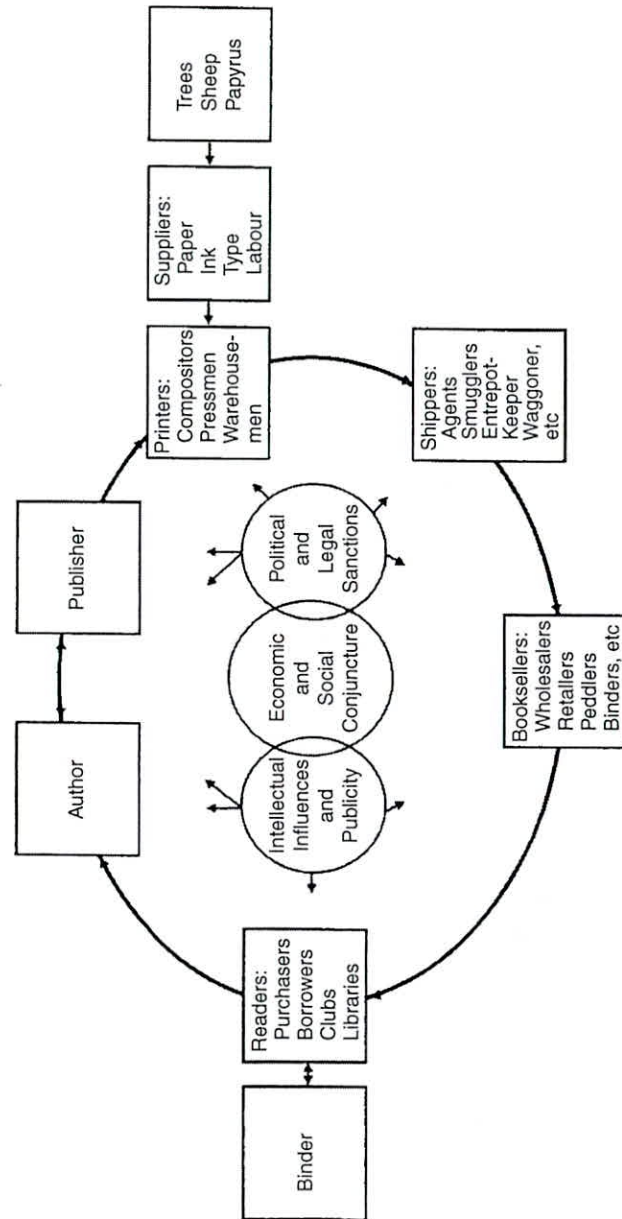 Author
Publisher
Binder
Readers:
Purchasers
Borrowers
Clubs
Libraries
Intellectual
Influences
and
Publicity
Economic
and
Social
Conjuncture
Political
and
Legal
Sanctions
Printers:
Compositors
Pressmen
Warehouse-
men
Suppliers:
Paper
Ink
Type
Labour
Trees
Sheep
Papyrus
Booksellers:
Wholesalers
Retallers
Peddlers
Binders, etc
Shippers:
Agents
Smugglers
Entrepot-
Keeper
Waggoner,
etc